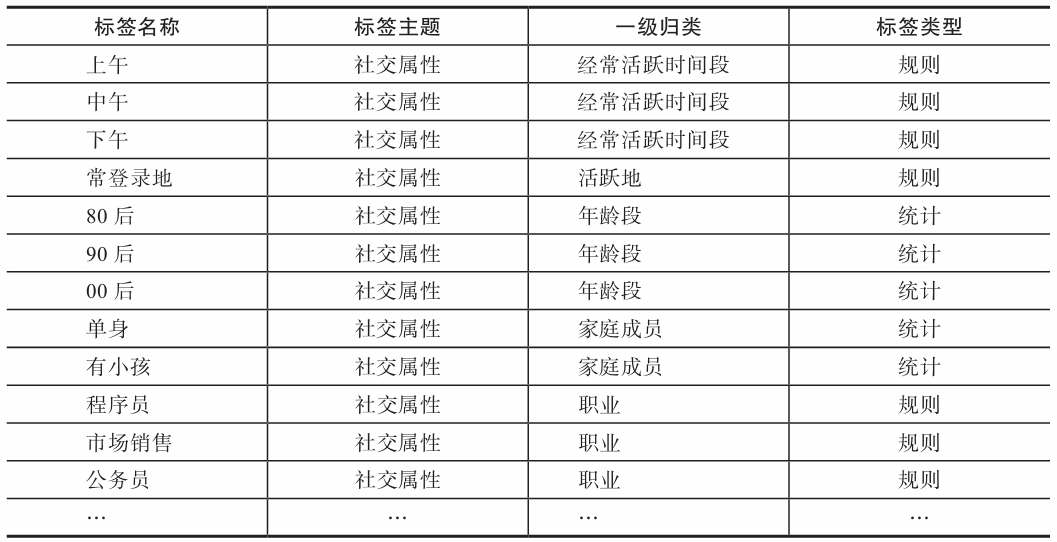 标签名称 标签主题 一级归类 标签类型
上午 社交属性 经常活跃时间段 规则
中午 社交属性 经常活跃时间段 规则
下午 社交属性 经常活跃时间段 规则
常登录地 社交属性 活跃地 规则
80 后 社交属性 年龄段 统计
90 后 社交属性 年龄段 统计
00 后 社交属性 年龄段 统计
单身 社交属性 家庭成员 统计
有小孩 社交属性 家庭成员 统计
程序员 社交属性 职业 规则
市场销售 社交属性 职业 规则
公务员 社交属性 职业 规则
… … … …